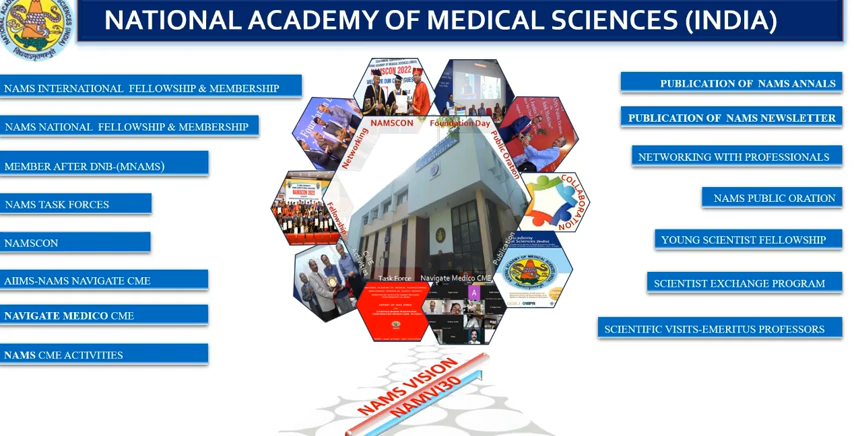 NATIONAL ACADEMY OF MEDICAL SCIENCES (INDIA)
NAMS INTERNATIONAL FELLOWSHIP & MEMBERSHIP
NAMS NATIONAL FELLOWSHIP & MEMBERSHIP
MEMBER AFTER DNB-(MNAMS)
NAMS TASK FORCES
NAMSCON
AIIMS-NAMS NAVIGATE CME
NAVIGATE MEDICO CME
NAMS CME ACTIVITIES
NAMSCON 2022
NAMSCON
Foundation Day
Networking
Public Oration
Fellowship
COLLABORATION
Publication
Task Force
Navigate Medico CME
NAMS VISION
NAMVI30
PUBLICATION OF NAMS ANNALS
PUBLICATION OF NAMS NEWSLETTER
NETWORKING WITH PROFESSIONALS
NAMS PUBLIC ORATION
YOUNG SCIENTIST FELLOWSHIP
SCIENTIST EXCHANGE PROGRAM
SCIENTIFIC VISITS-EMERITUS PROFESSORS